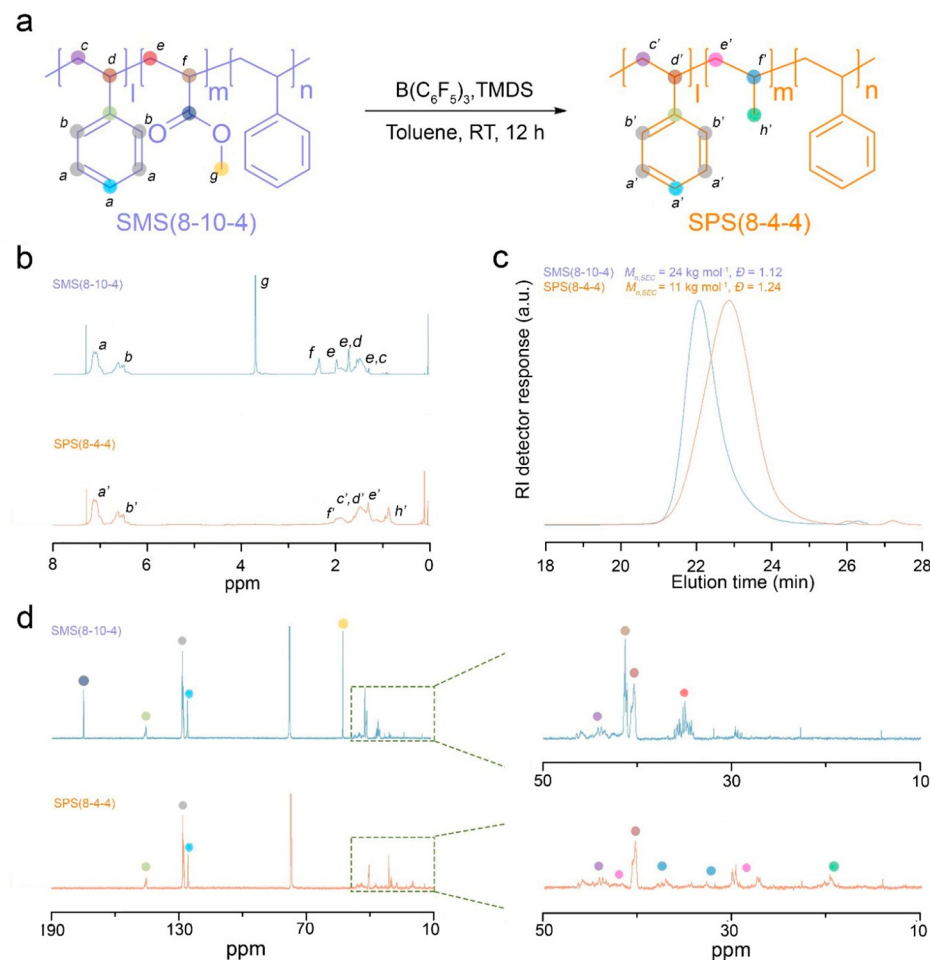 a
c d e f
l m n
b b
O O
a a g
a
SMS(8-10-4)
B(C6F5)3,TMDS
Toluene, RT, 12 h
c' d' e' f'
l m n
b' b' h'
a' a'
a'
SPS(8-4-4)
b
SMS(8-10-4)
a b g f e e,d e,c
SPS(8-4-4)
a' b' f' c', d' e' h'
8 6 4 2 0
ppm
c
SMS(8-10-4) Mn,SEC = 24 kg mol-1, Đ = 1.12
SPS(8-4-4) Mn,SEC = 11 kg mol-1, Đ = 1.24
RI detector response (a.u.)
18 20 22 24 26 28
Elution time (min)
d
SMS(8-10-4)
50 40 30 20 10
SPS(8-4-4)
190 130 70 10
ppm
50 40 30 20 10
ppm